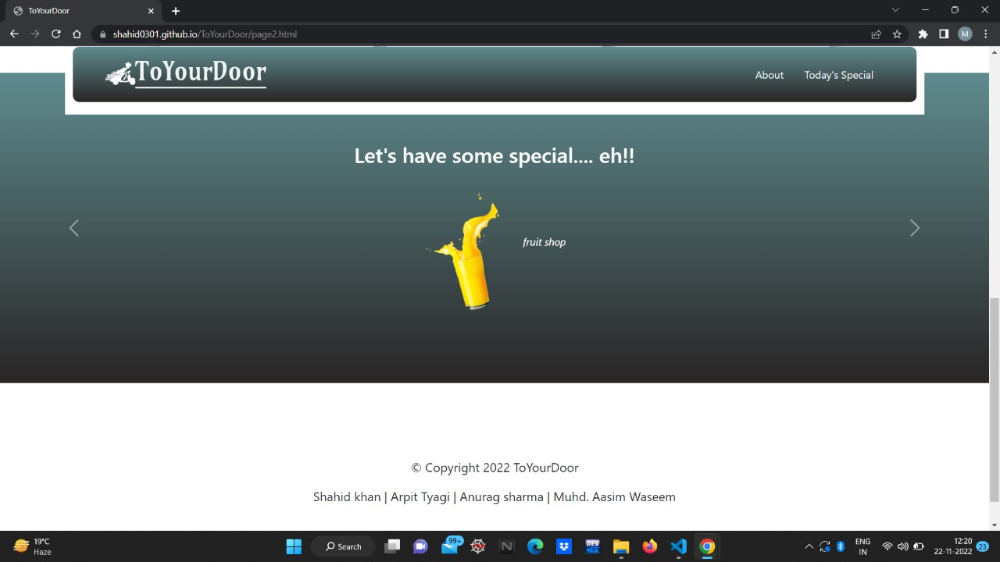 ToYourDoor
shahid0301.github.io/ToYourDoor/page2.html
M
ToYourDoor
About
Today's Special
Let's have some special.... eh!!
fruit shop
© Copyright 2022 ToYourDoor
Shahid khan | Arpit Tyagi | Anurag sharma | Muhd. Aasim Waseem
19°C
Haze
Search
99+
N
DEV
ENG
IN
12:20
22-11-2022
23